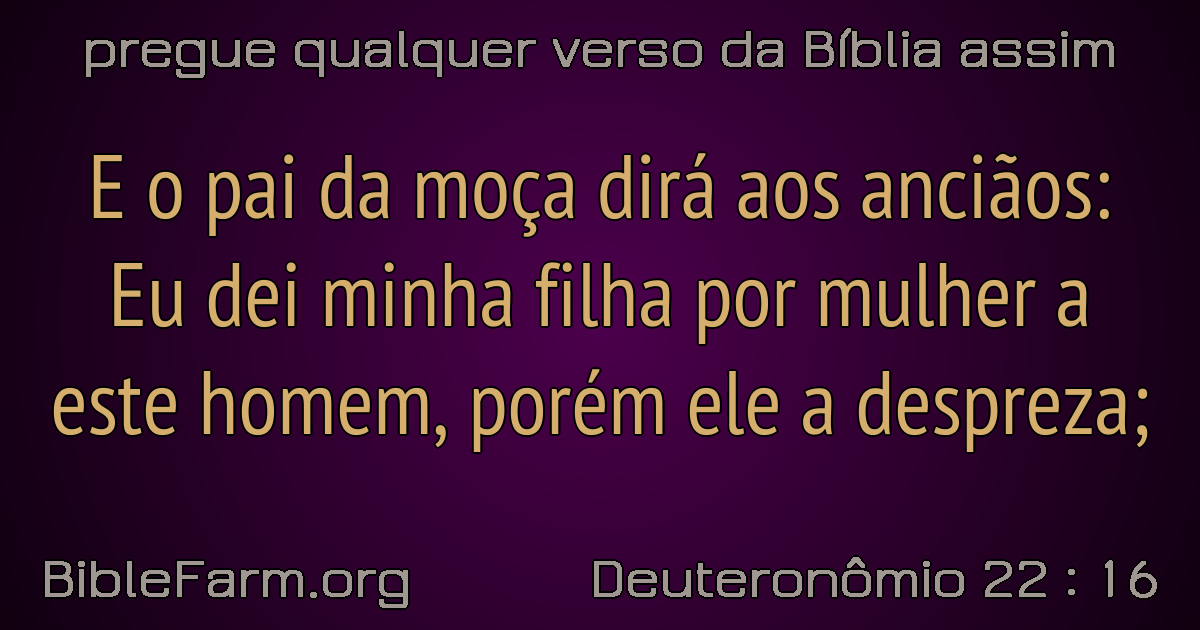 pregue qualquer verso da Bíblia assim
E o pai da moça dirá aos anciãos:
Eu dei minha filha por mulher a
este homem, porém ele a despreza;
BibleFarm.org
Deuteronômio 22 : 16